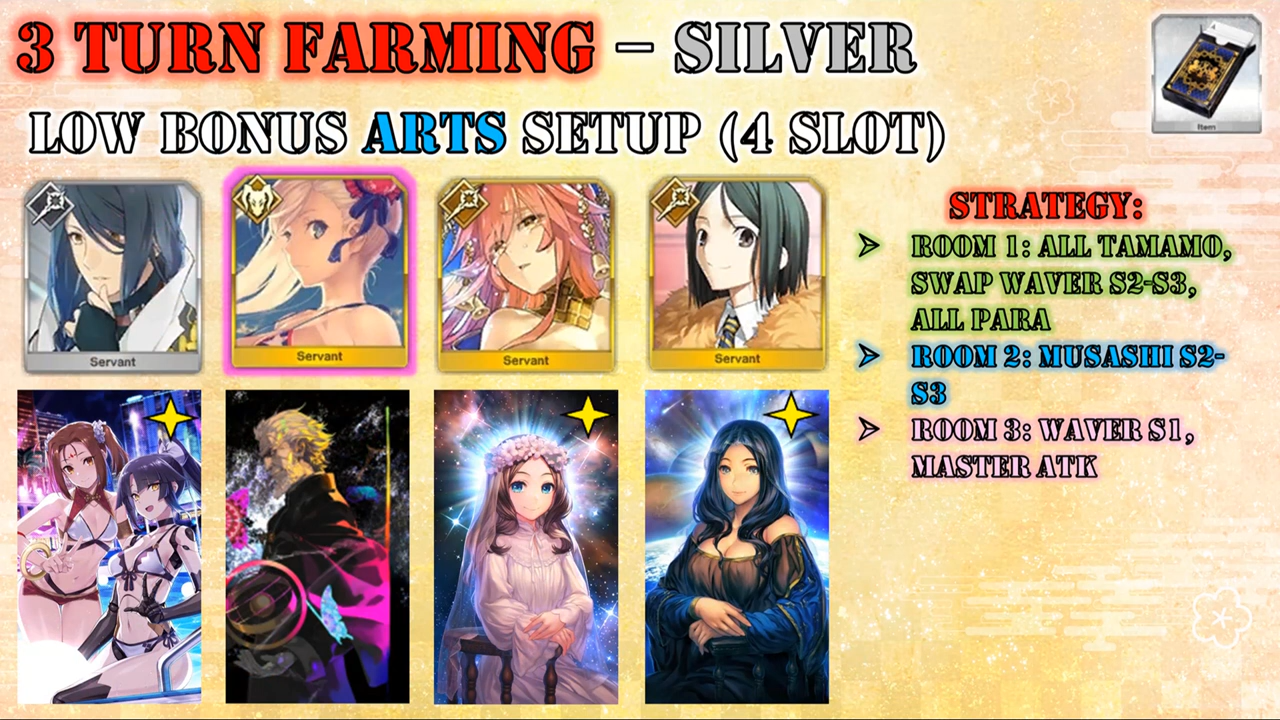 3 TURN FARMING – SILVER
LOW BONUS ARTS SETUP (4 SLOT)
Item
Servant
Servant
Servant
Servant
STRATEGY:
ROOM 1: ALL TAMAMO,
SWAP WAVER S2-S3,
ALL PARA
ROOM 2: MUSASHI S2-
S3
ROOM 3: WAVER S1,
MASTER ATK